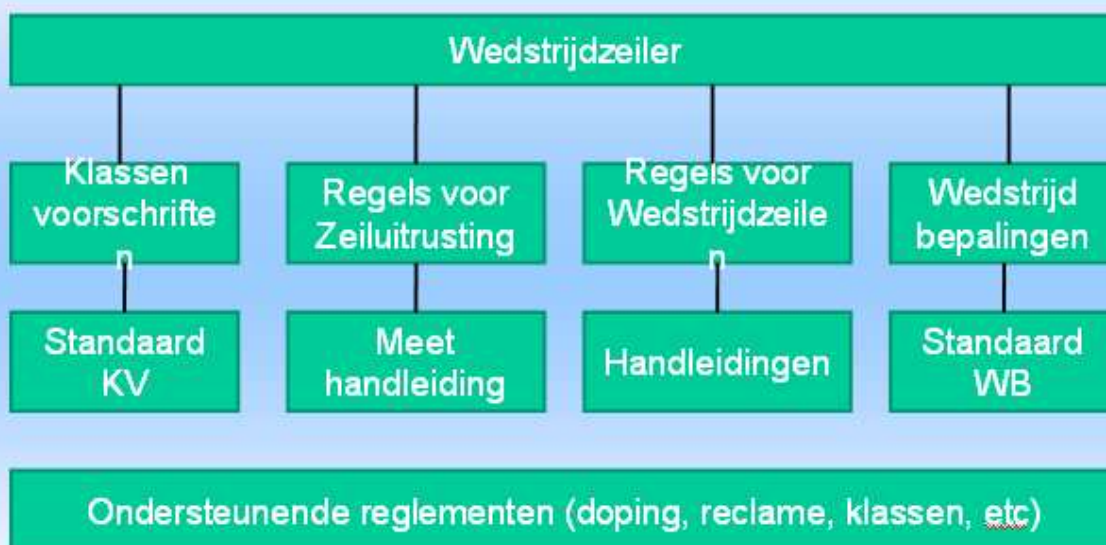 Wedstrijdzeiler
Klassen
voorschrifte
n
Regels voor
Zeiluitrusting
Regels voor
Wedstrijdzeile
n
Wedstrijd
bepalingen
Standaard
KV
Meet
handleiding
Handleidingen
Standaard
WB
Ondersteunende reglementen (doping, reclame, klassen, etc)